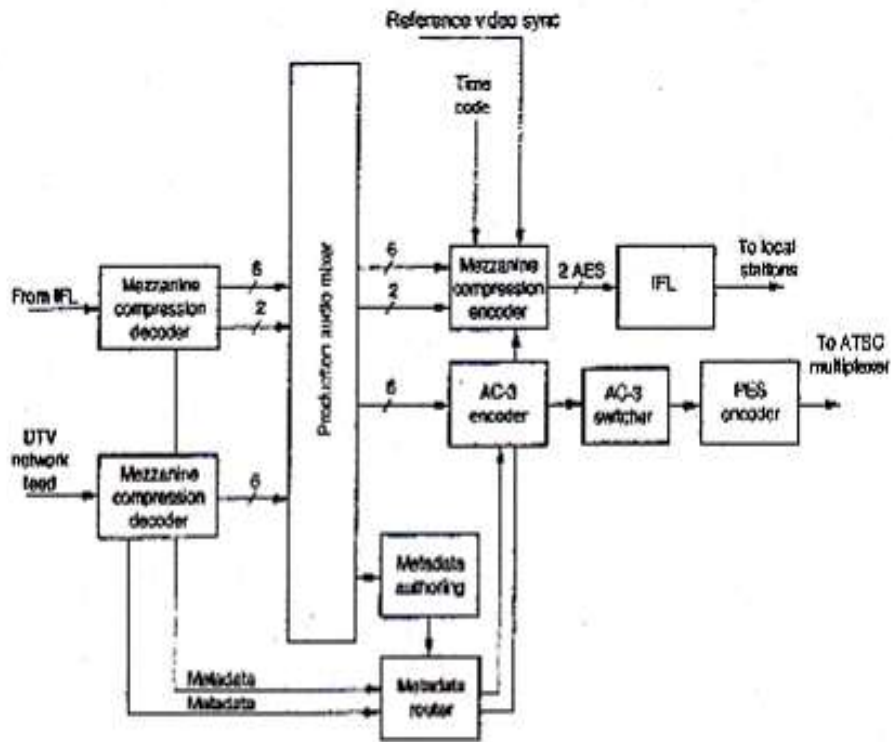 Reference video sync
Time
code
6
Mezzanine
compression
encoder
2 AES
IFL
To local
stations
From IFL
Mezzanine
compression
decoder
6
2
2
Production audio mixer
6
AC-3
encoder
AC-3
switcher
PES
encoder
To ATSC
multiplexer
DTV
network
feed
Mezzanine
compression
decoder
6
Metadata
authoring
Metadata
Metadata
Metadata
router